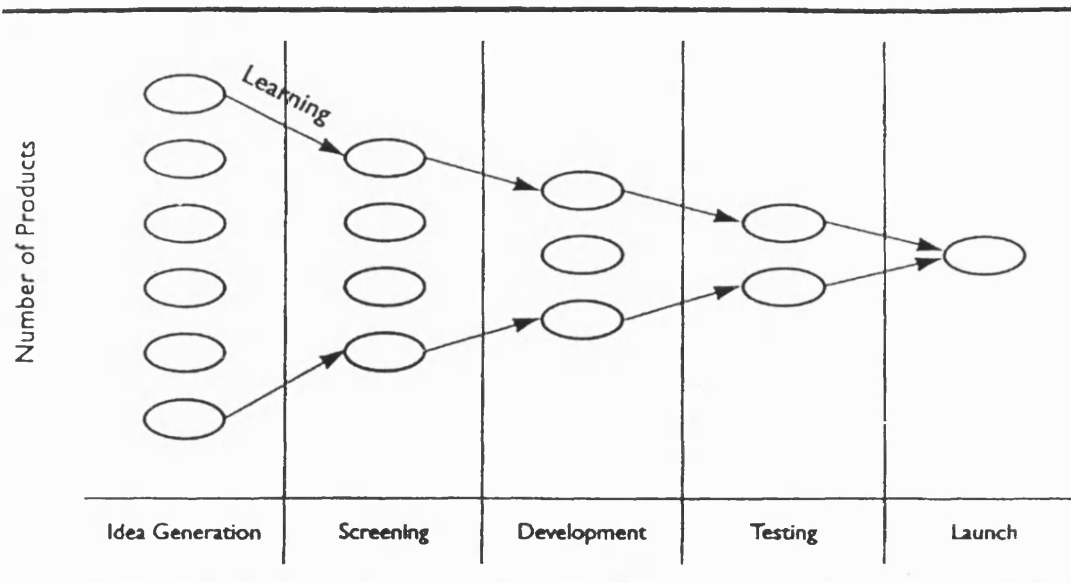 Learning
Number of Products
Idea Generation
Screening
Development
Testing
Launch